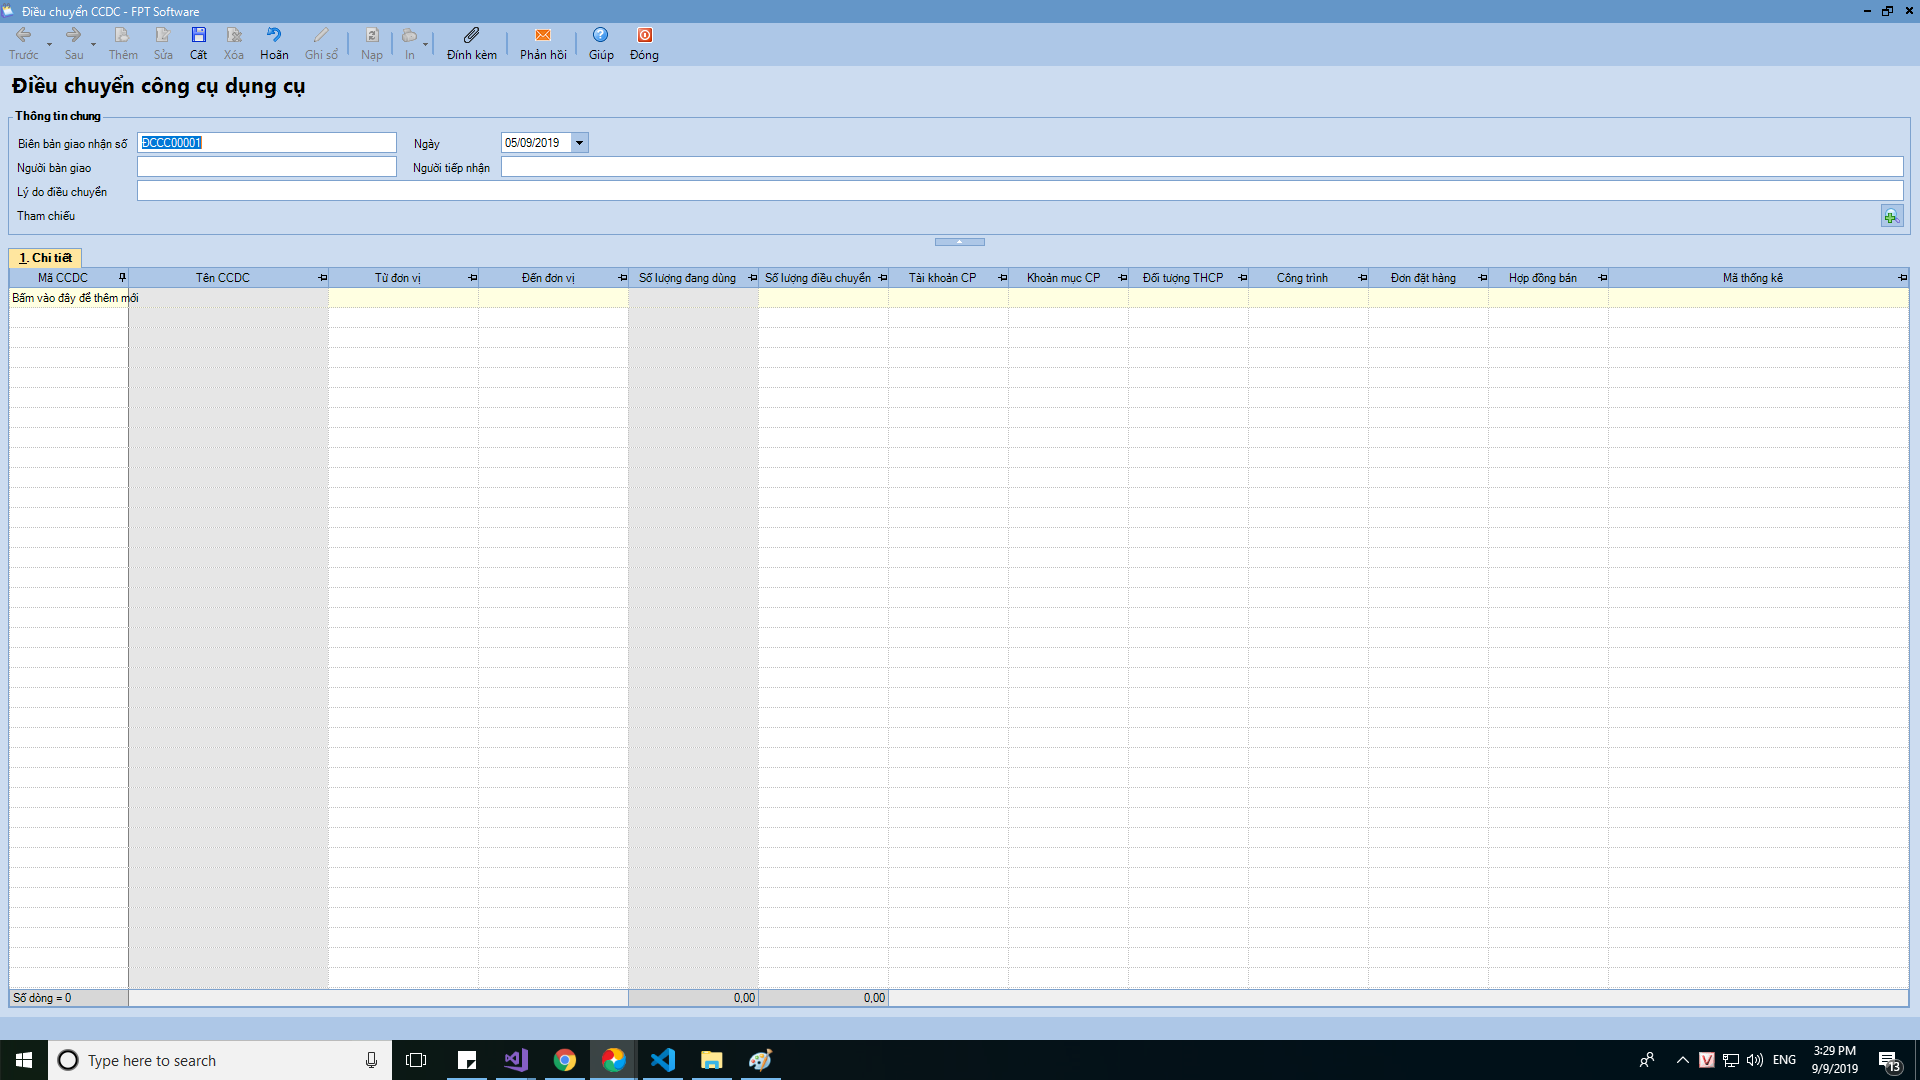 Điều chuyển CCDC - FPT Software
Trước Sau Thêm Sửa Cất Xóa Hoãn Ghi sổ Nạp In Đính kèm Phản hồi Giúp Đóng
Điều chuyển công cụ dụng cụ
Thông tin chung
Biên bản giao nhận số ĐCCC00001 Ngày 05/09/2019
Người bàn giao Người tiếp nhận
Lý do điều chuyển
Tham chiếu
1. Chi tiết
Mã CCDC Tên CCDC Từ đơn vị Đến đơn vị Số lượng đang dùng Số lượng điều chuyển Tài khoản CP Khoản mục CP Đối tượng THCP Công trình Đơn đặt hàng Hợp đồng bán Mã thống kê
Bấm vào đây để thêm mới
Số dòng = 0 0,00 0,00
Type here to search ENG 3:29 PM
9/9/2019 13